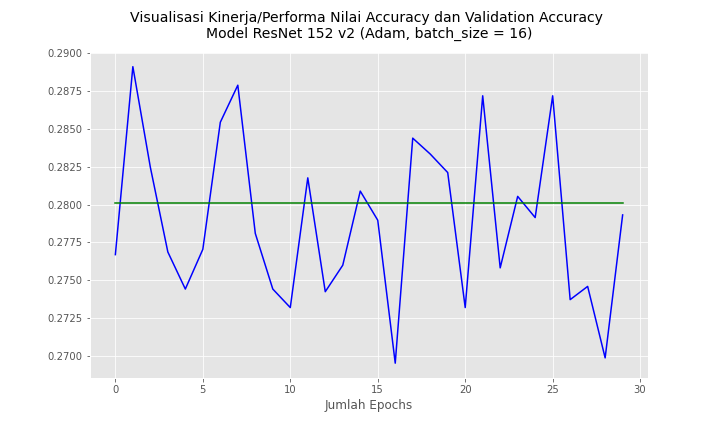 Visualisasi Kinerja/Performa Nilai Accuracy dan Validation Accuracy
Model ResNet 152 v2 (Adam, batch_size = 16)
0.2900
0.2875
0.2850
0.2825
0.2800
0.2775
0.2750
0.2725
0.2700
0 5 10 15 20 25 30
Jumlah Epochs